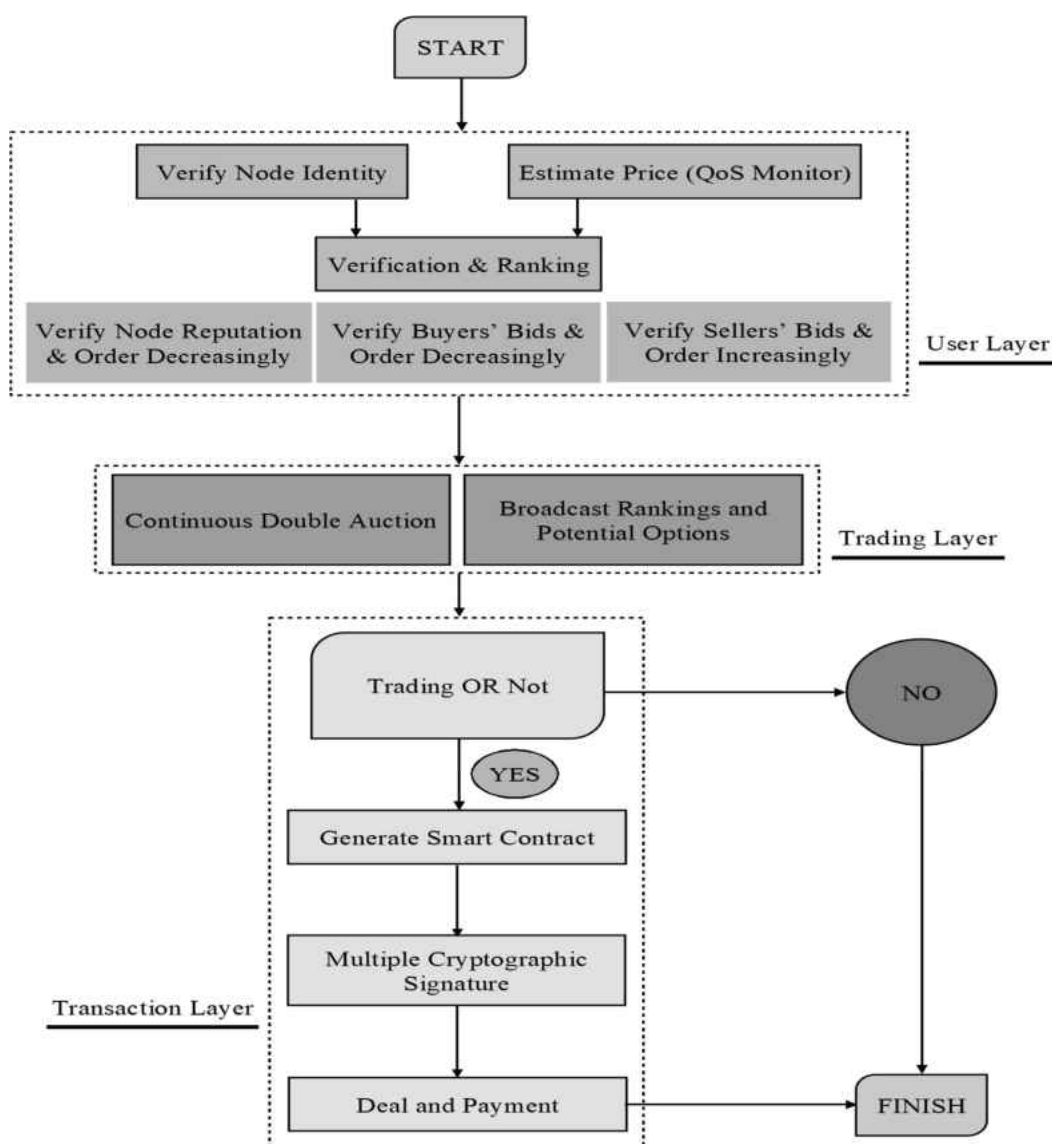 START
Verify Node Identity
Estimate Price (QoS Monitor)
Verification & Ranking
Verify Node Reputation
& Order Decreasingly
Verify Buyers’ Bids &
Order Decreasingly
Verify Sellers’ Bids &
Order Increasingly
User Layer
Continuous Double Auction
Broadcast Rankings and
Potential Options
Trading Layer
Trading OR Not
NO
YES
Generate Smart Contract
Multiple Cryptographic
Signature
Transaction Layer
Deal and Payment
FINISH